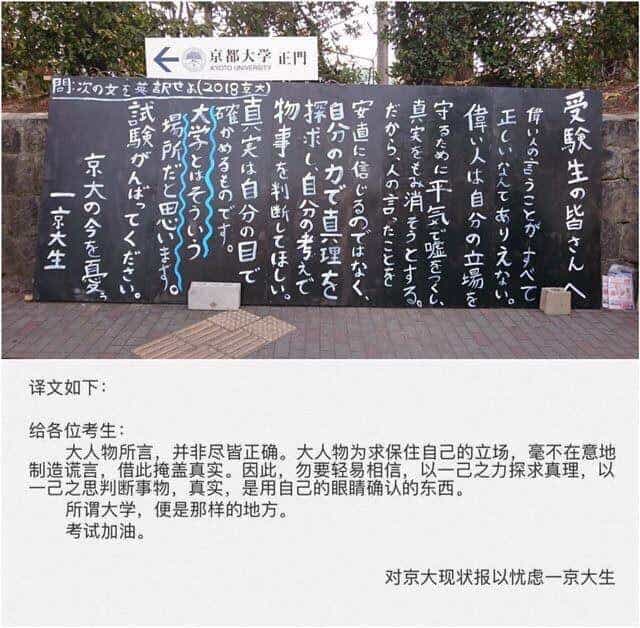 京都大学 正門
KYOTO UNIVERSITY
問:次の文を英訳せよ(2018京大)
受験生の皆さんへ
偉い人の言うことが、すべて
正しいなんてありえない。
偉い人は自分の立場を
守るために平気で嘘をつくし、
真実をもみ消そうとする。
だから、人の言ったことを
安直に信じるのではなく、
自分の力で真理を
探求し、自分の考えで
物事を判断してほしい。
真実は自分の目で
確かめるものです。
大学とはそういう
場所だと思います。
試験がんばってください。
京大の今を憂う
一京大生
译文如下：
给各位考生：
大人物所言，并非尽皆正确。大人物为求保住自己的立场，毫不在意地
制造谎言，借此掩盖真实。因此，勿要轻易相信，以一己之力探求真理，以
一己之思判断事物，真实，是用自己的眼睛确认的东西。
所谓大学，便是那样的地方。
考试加油。
对京大现状报以忧虑一京大生